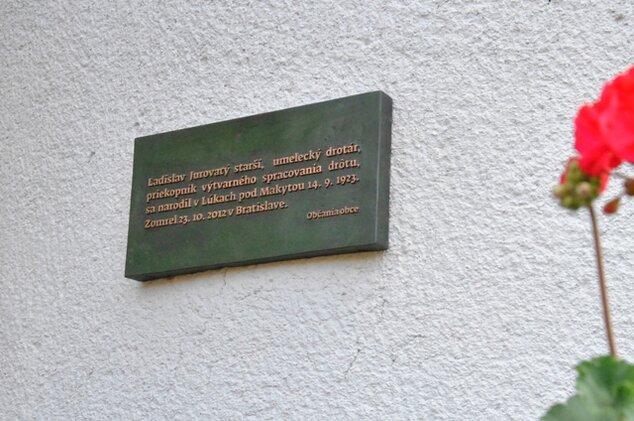 Ladislav Jurovatý starší, umelecký drotár,
priekopník výtvarného spracovania drôtu,
sa narodil v Lúkach pod Makytou 14. 9. 1923.
Zomrel 23. 10. 2012 v Bratislave.
Občania obce